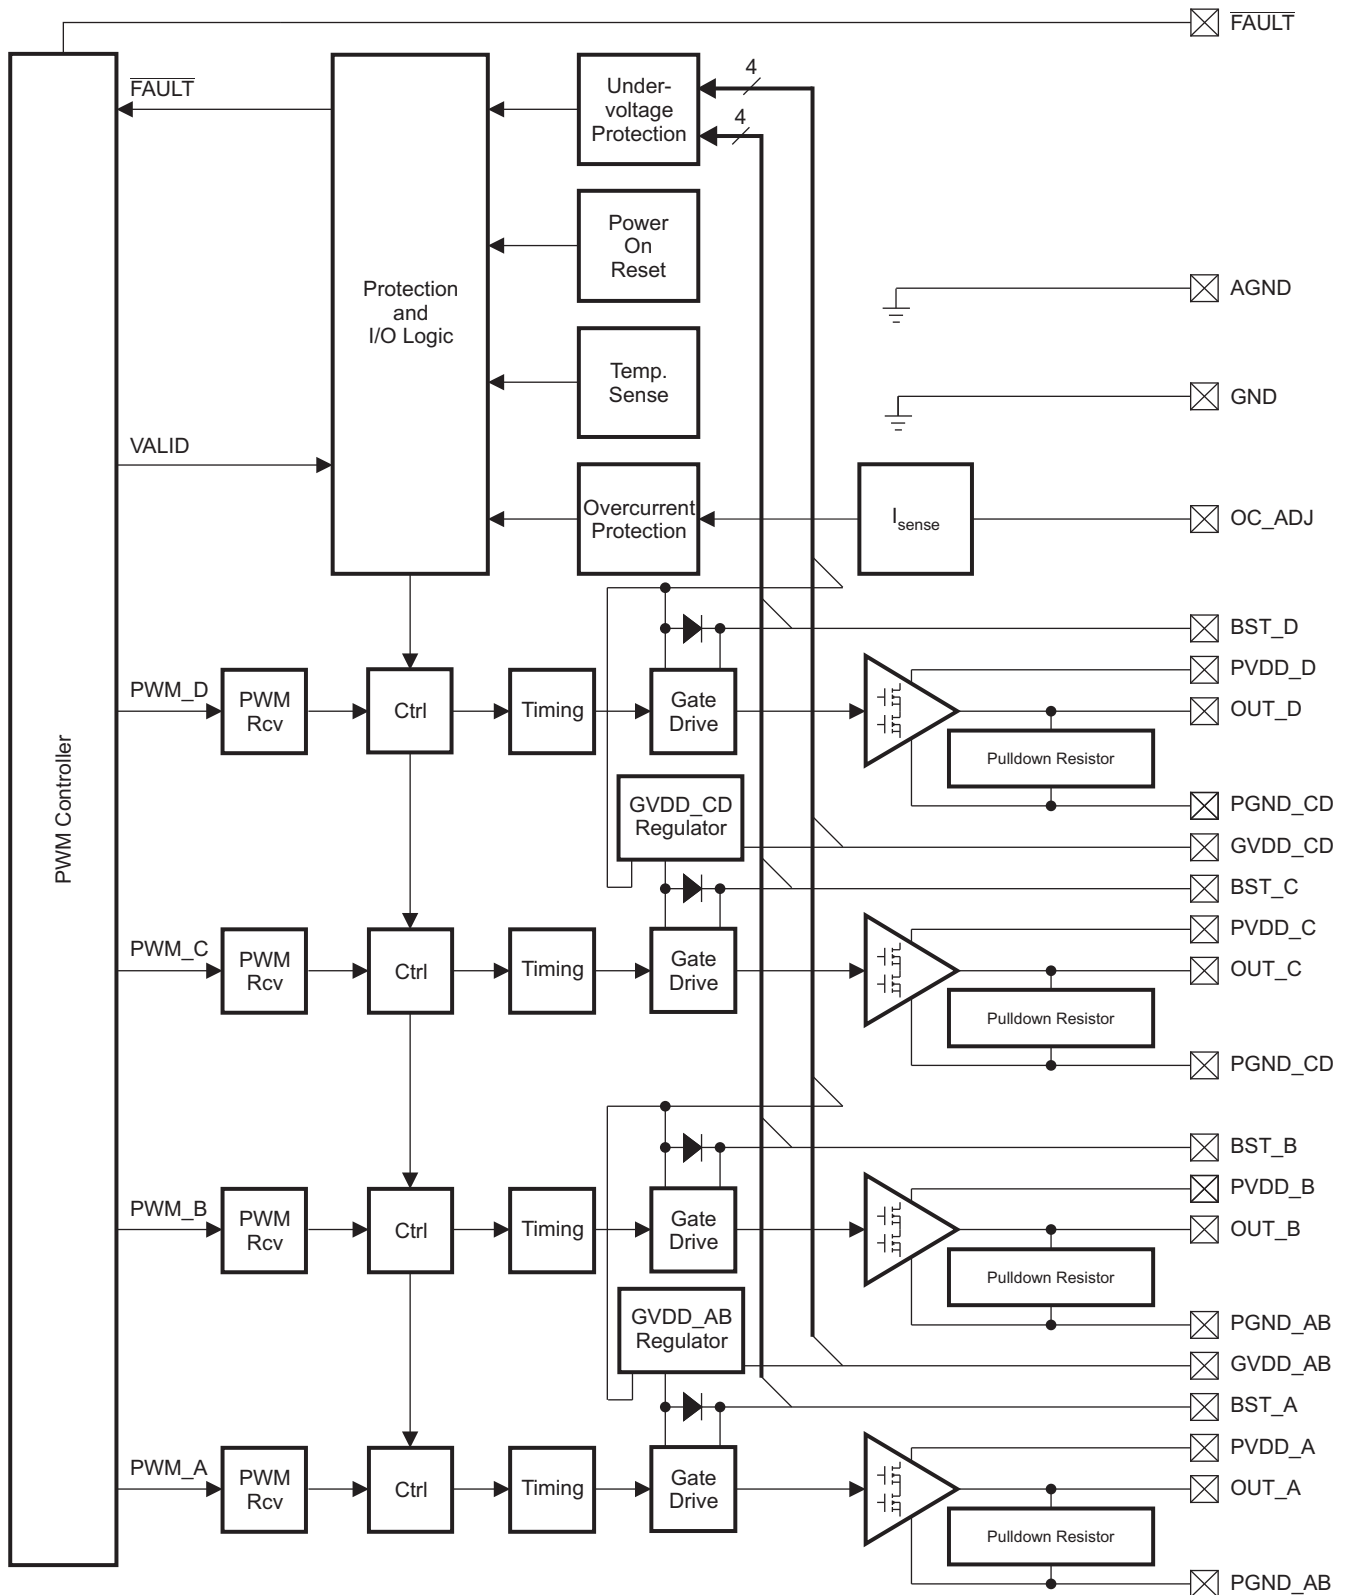 FAULT
FAULT
Under-
voltage
Protection
4
4
Power
On
Reset
Protection
and
I/O Logic
AGND
Temp.
Sense
GND
VALID
Overcurrent
Protection
Isense
OC_ADJ
BST_D
PVDD_D
PWM_D
PWM
Rcv
Ctrl
Timing
Gate
Drive
OUT_D
Pulldown Resistor
PWM Controller
GVDD_CD
Regulator
PGND_CD
GVDD_CD
BST_C
PVDD_C
PWM_C
PWM
Rcv
Ctrl
Timing
Gate
Drive
OUT_C
Pulldown Resistor
PGND_CD
BST_B
PVDD_B
PWM_B
PWM
Rcv
Ctrl
Timing
Gate
Drive
OUT_B
Pulldown Resistor
GVDD_AB
Regulator
PGND_AB
GVDD_AB
BST_A
PVDD_A
PWM_A
PWM
Rcv
Ctrl
Timing
Gate
Drive
OUT_A
Pulldown Resistor
PGND_AB